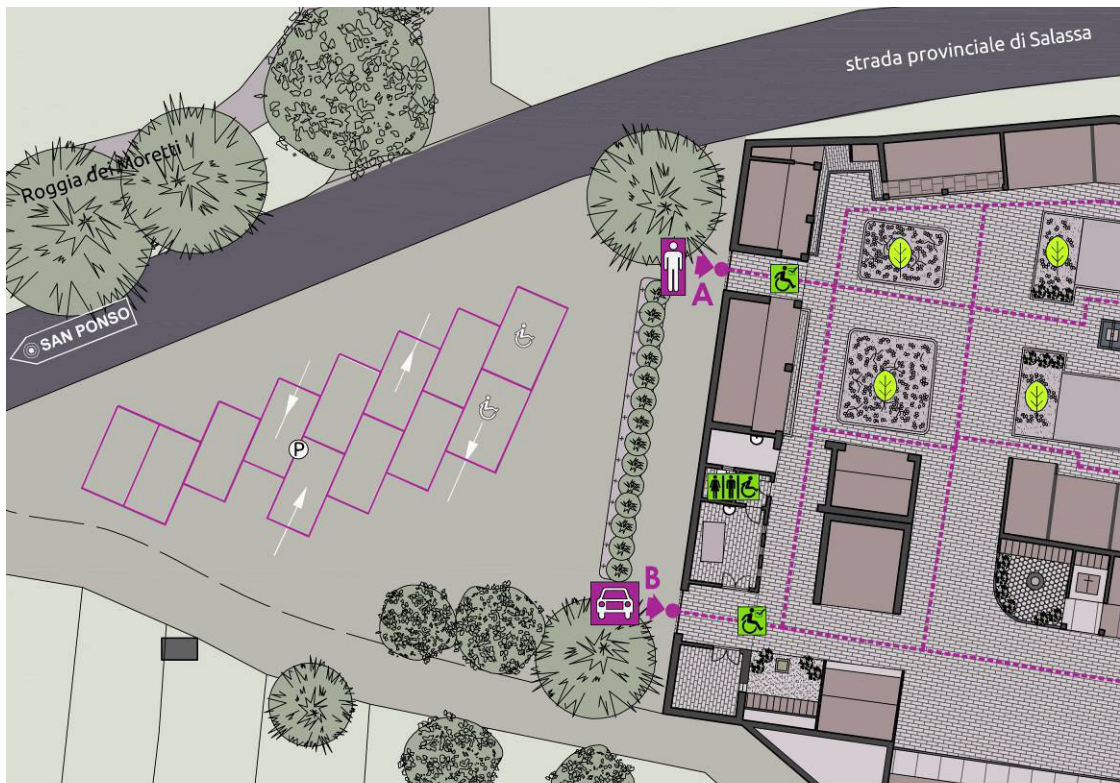 strada provinciale di Salassa
Roggia dei Moretti
A
SAN PONSO
P
B